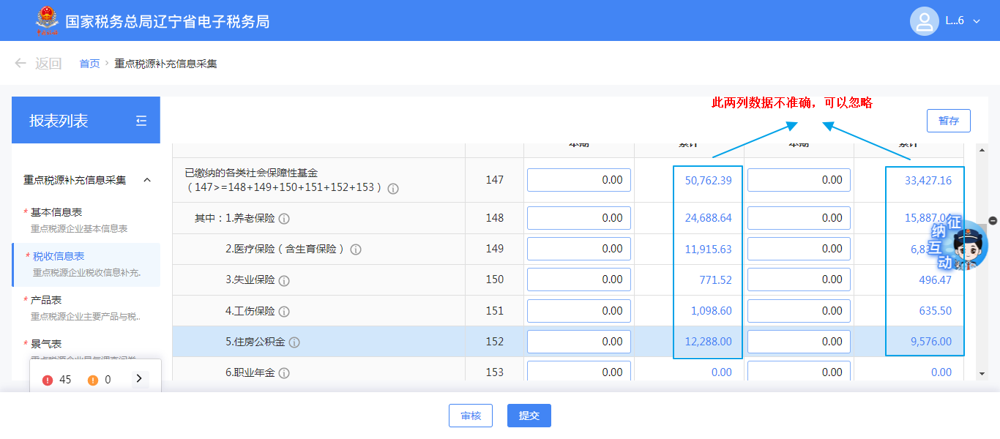 国家税务总局辽宁省电子税务局
L...6
返回 首页 > 重点税源补充信息采集
此两列数据不准确，可以忽略
报表列表
暂存
本期 累计 本期 累计
重点税源补充信息采集
* 基本信息表
重点税源企业基本信息表
* 税收信息表
重点税源企业税收信息补充.
* 产品表
重点税源企业主要产品与税..
* 景气表
已缴纳的各类社会保障性基金
（147>=148+149+150+151+152+153） 147 0.00 50,762.39 0.00 33,427.16
其中：1.养老保险 148 0.00 24,688.64 0.00 15,887.0
2.医疗保险（含生育保险） 149 0.00 11,915.63 0.00 6,83
3.失业保险 150 0.00 771.52 0.00 496.47
4.工伤保险 151 0.00 1,098.60 0.00 635.50
5.住房公积金 152 0.00 12,288.00 0.00 9,576.00
6.职业年金 153 0.00 0.00 0.00 0.00
征纳互动
45 0
审核 提交